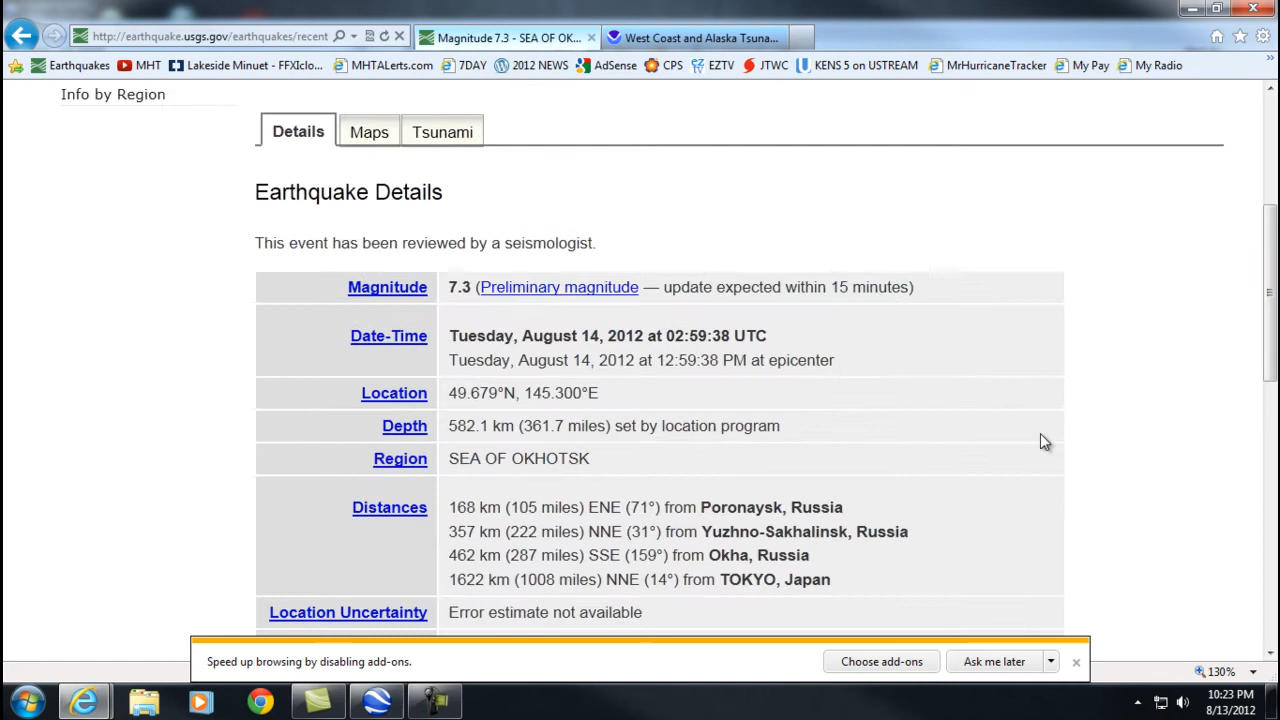 http://earthquake.usgs.gov/earthquakes/recent
Magnitude 7.3 - SEA OF OK...
West Coast and Alaska Tsuna...
Earthquakes
MHT
Lakeside Minuet - FFXIclo...
MHTAlerts.com
7DAY
2012 NEWS
AdSense
CPS
EZTV
JTWC
KENS 5 on USTREAM
MrHurricaneTracker
My Pay
My Radio
Info by Region
Details
Maps
Tsunami
Earthquake Details
This event has been reviewed by a seismologist.
Magnitude 7.3 (Preliminary magnitude — update expected within 15 minutes)
Date-Time Tuesday, August 14, 2012 at 02:59:38 UTC
Tuesday, August 14, 2012 at 12:59:38 PM at epicenter
Location 49.679°N, 145.300°E
Depth 582.1 km (361.7 miles) set by location program
Region SEA OF OKHOTSK
Distances 168 km (105 miles) ENE (71°) from Poronaysk, Russia
357 km (222 miles) NNE (31°) from Yuzhno-Sakhalinsk, Russia
462 km (287 miles) SSE (159°) from Okha, Russia
1622 km (1008 miles) NNE (14°) from TOKYO, Japan
Location Uncertainty Error estimate not available
Speed up browsing by disabling add-ons.
Choose add-ons
Ask me later
130%
10:23 PM
8/13/2012